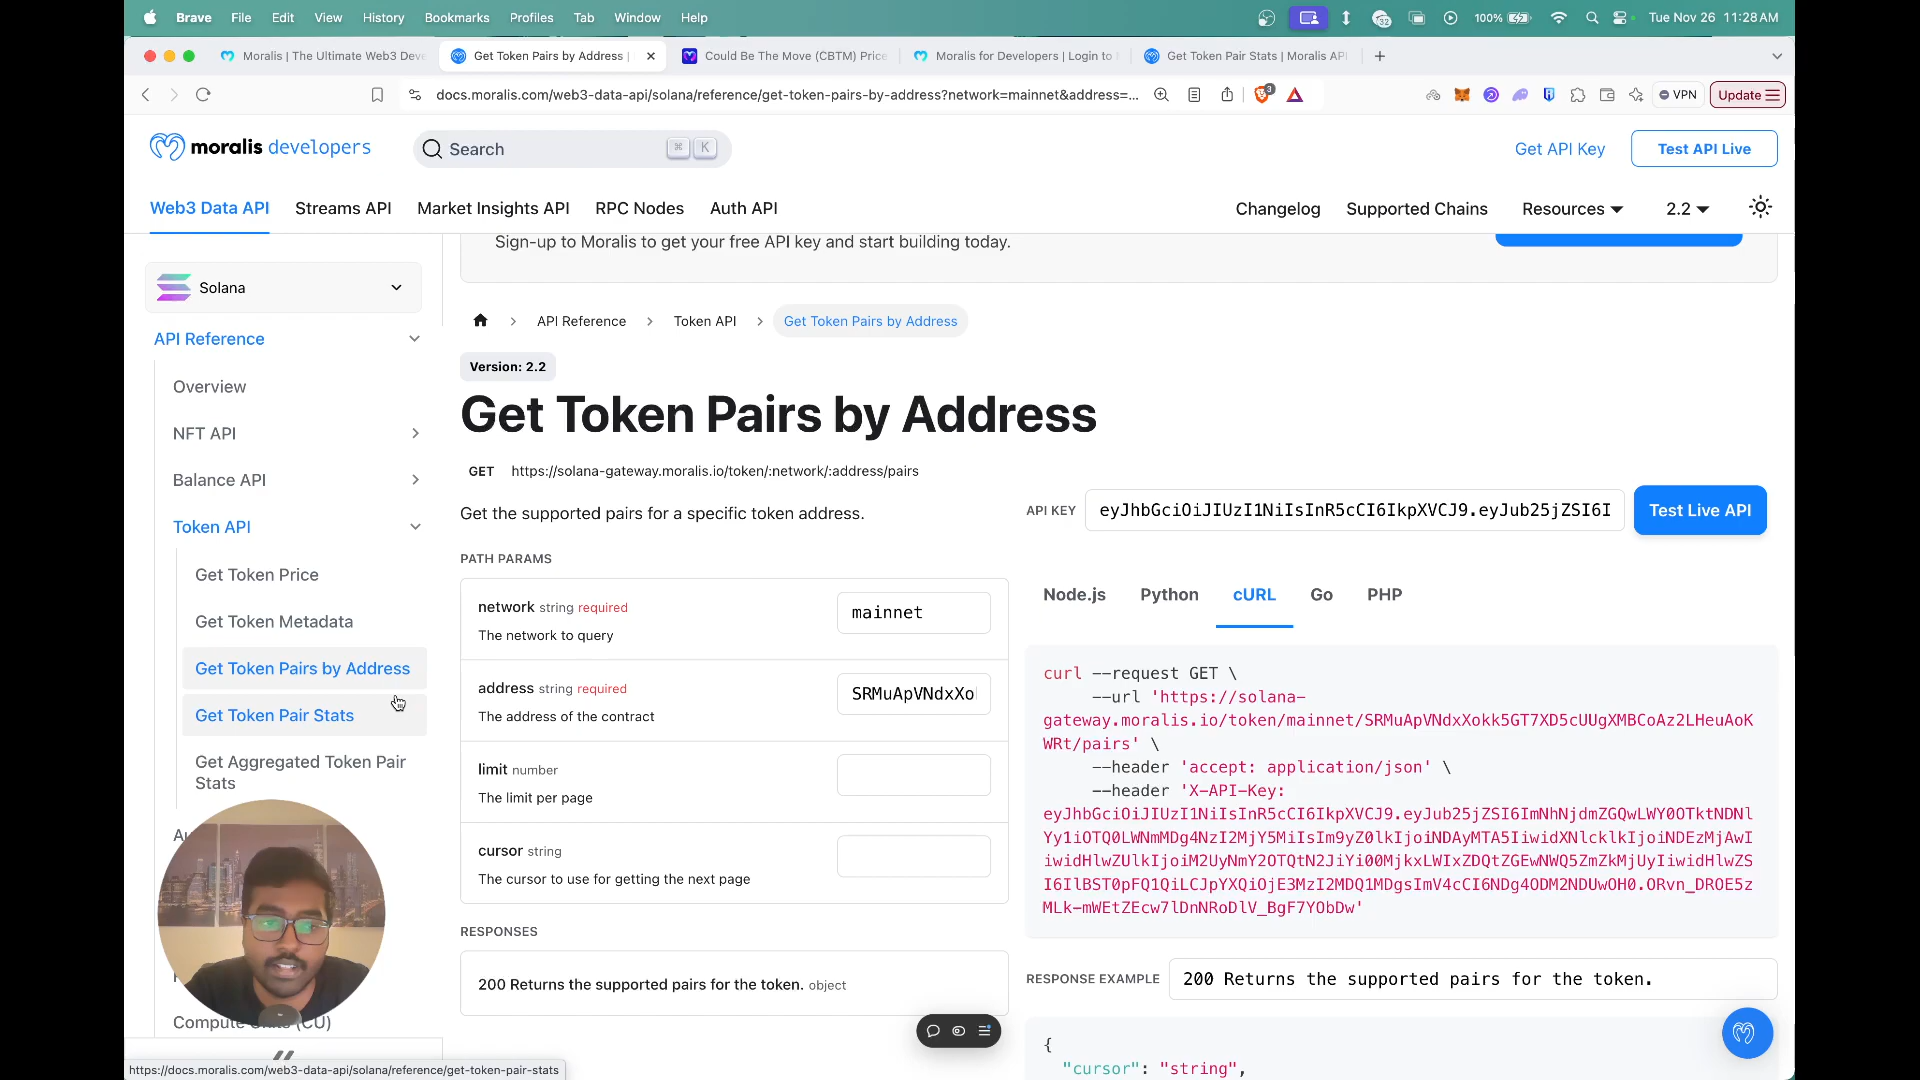 Brave File Edit View History Bookmarks Profiles Tab Window Help
32
100%
Tue Nov 26 11:28 AM
Moralis | The Ultimate Web3 Deve
Get Token Pairs by Address |
Could Be The Move (CBTM) Price
Moralis for Developers | Login to
Get Token Pair Stats | Moralis API
docs.moralis.com/web3-data-api/solana/reference/get-token-pairs-by-address?network=mainnet&address=...
3
VPN
Update
moralis developers
Search
⌘ K
Get API Key
Test API Live
Web3 Data API
Streams API
Market Insights API
RPC Nodes
Auth API
Changelog
Supported Chains
Resources
2.2
Sign-up to Moralis to get your free API key and start building today.
Solana
API Reference
Overview
NFT API
Balance API
Token API
Get Token Price
Get Token Metadata
Get Token Pairs by Address
Get Token Pair Stats
Get Aggregated Token Pair
Stats
API Reference > Token API > Get Token Pairs by Address
Version: 2.2
Get Token Pairs by Address
GET https://solana-gateway.moralis.io/token/:network/:address/pairs
Get the supported pairs for a specific token address.
PATH PARAMS
network string required
The network to query
mainnet
address string required
The address of the contract
SRMuApVNdxXo
limit number
The limit per page
cursor string
The cursor to use for getting the next page
RESPONSES
200 Returns the supported pairs for the token. object
API KEY
eyJhbGciOiJIUzI1NiIsInR5cCI6IkpXVCJ9.eyJub25jZSI6I
Test Live API
Node.js
Python
cURL
Go
PHP
curl --request GET \
--url 'https://solana-
gateway.moralis.io/token/mainnet/SRMuApVNdxXokk5GT7XD5cUUgXMBCoAz2LHeuAoK
WRt/pairs' \
--header 'accept: application/json' \
--header 'X-API-Key:
eyJhbGciOiJIUzI1NiIsInR5cCI6IkpXVCJ9.eyJub25jZSI6ImNhNjdmZGQwLWY0OTktNDNl
Yy1iOTQ0LWNmMDg4NzI2MjY5MiIsIm9yZ0lkIjoiNDAyMTA5IiwidXNlcklkIjoiNDEzMjAwI
iwidHlwZUlkIjoiM2UyNmY2OTQtN2JiYi00MjkxLWIxZDQtZGEwNWQ5ZmZkMjUyIiwidHlwZS
I6IlBST0pFQ1QiLCJpYXQiOjE3MzI2MDQ1MDgsImV4cCI6NDg4ODM2NDUwOH0.ORvn_DROE5z
MLk-mWEtZEcw7lDnNRoDlV_BgF7YObDw'
RESPONSE EXAMPLE
200 Returns the supported pairs for the token.
{
"cursor": "string",
https://docs.moralis.com/web3-data-api/solana/reference/get-token-pair-stats